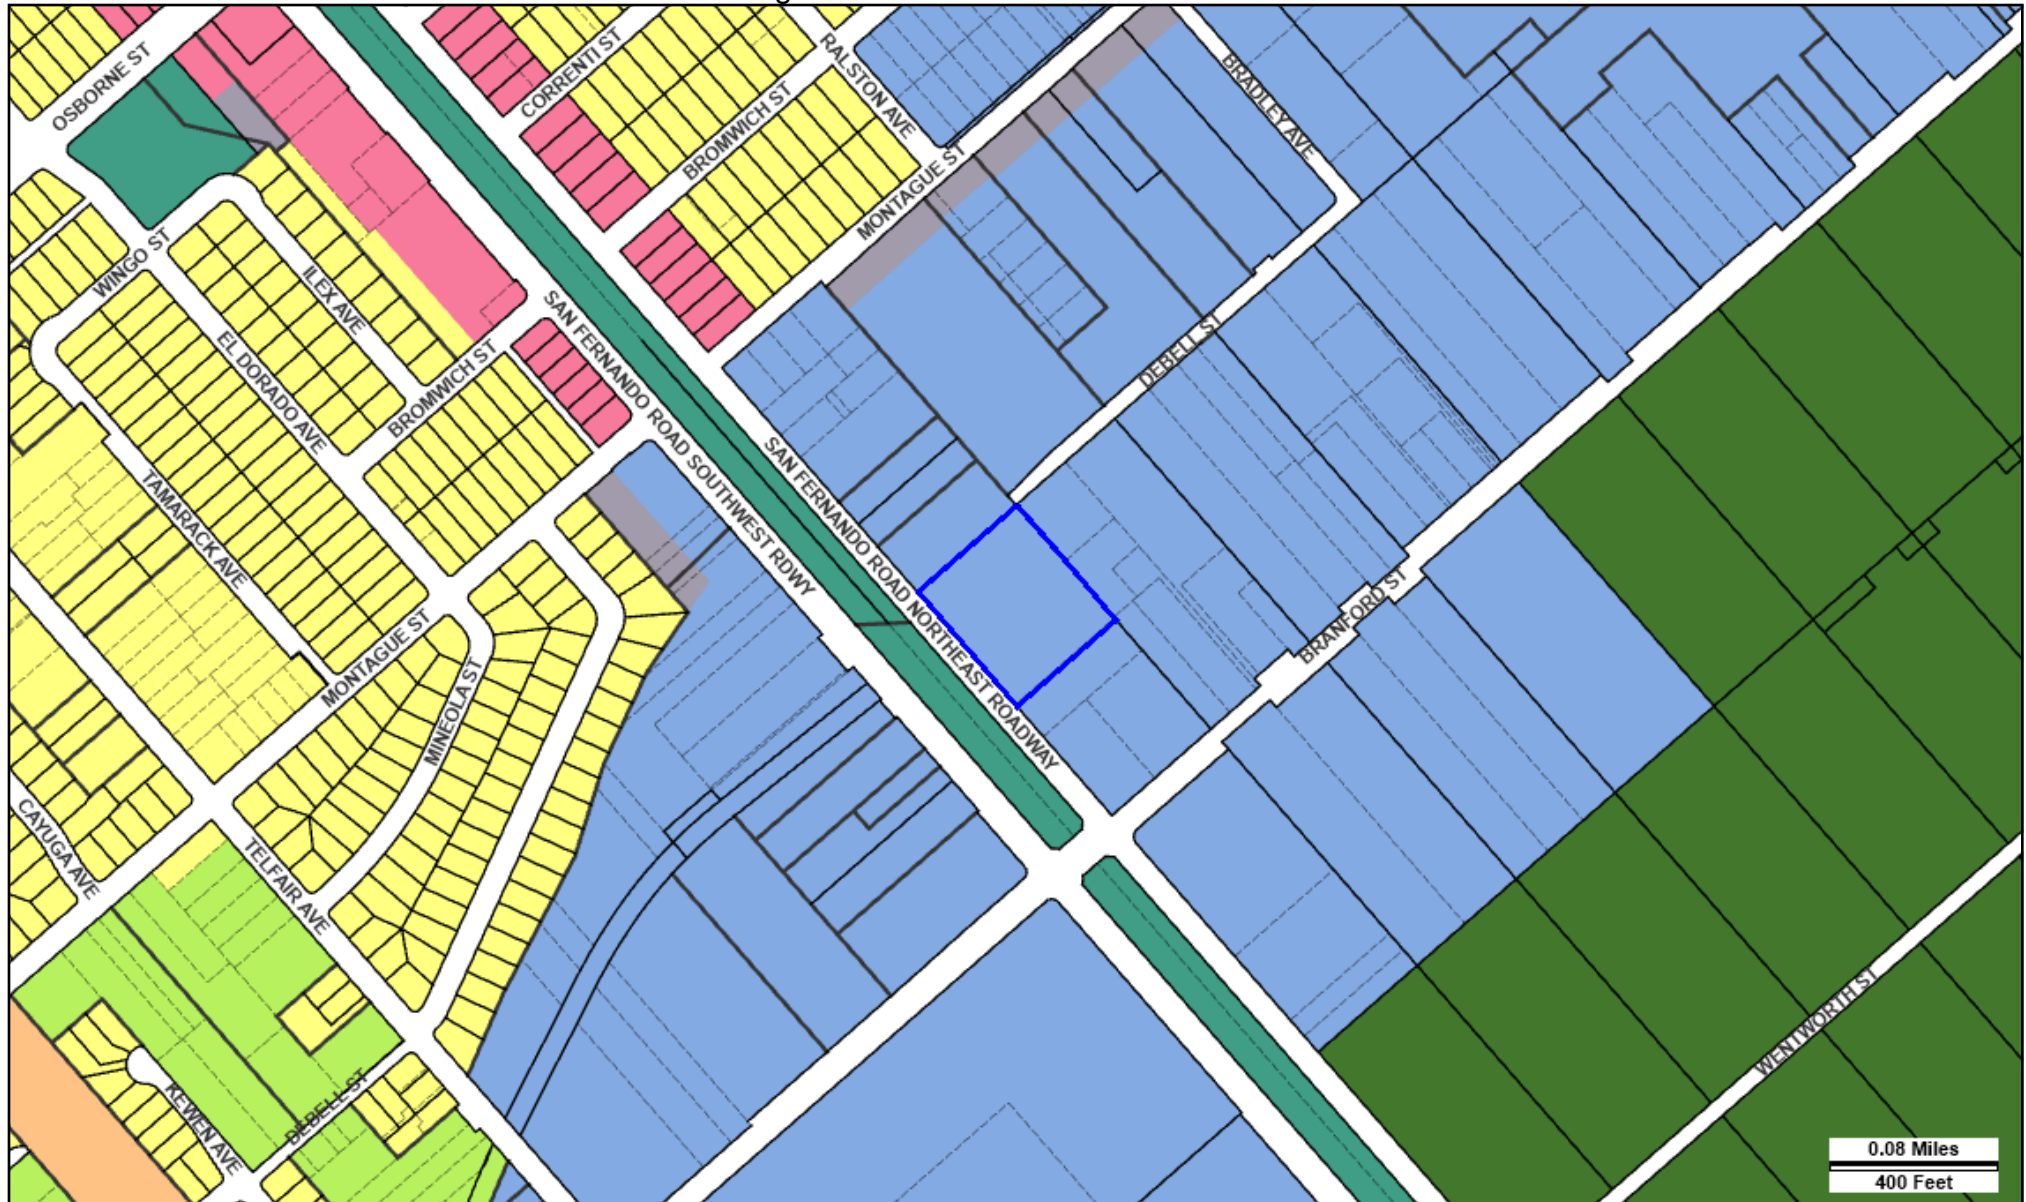 OSBORNE ST
CORRENTI ST
RALSTON AVE
BRADLEY AVE
BROMWICH ST
MONTAGUE ST
WINGO ST
ILEX AVE
EL DORADO AVE
BROMWICH ST
SAN FERNANDO ROAD SOUTHWEST RDWY
DEBELL ST
SAN FERNANDO ROAD NORTHEAST ROADWAY
TAMARACK AVE
BRANFORD ST
MONTAGUE ST
MINEOLA ST
CAYUGA AVE
TELFAIR AVE
WENTWORTH ST
KEWEN AVE
DEBELL ST
0.08 Miles
400 Feet